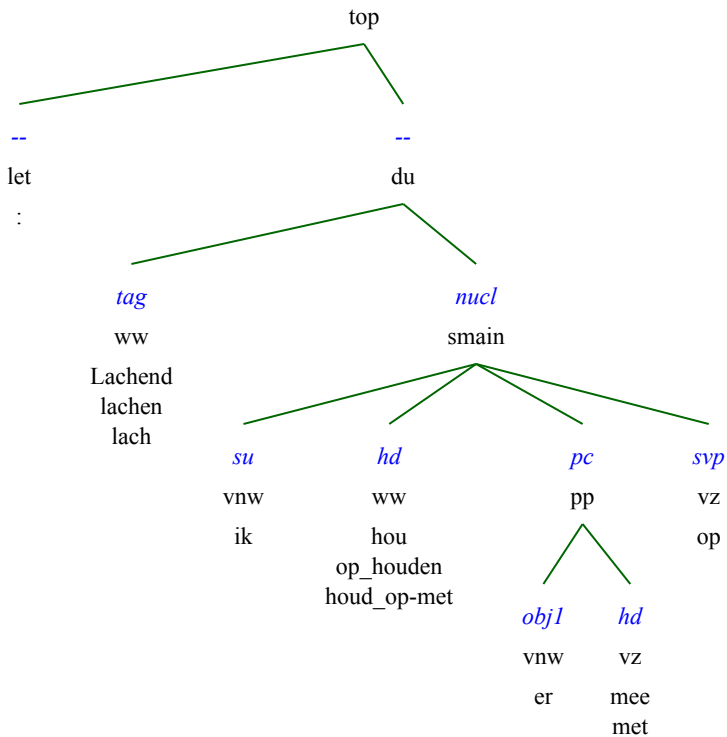 top
-- --
let du
:
tag nucl
ww smain
Lachend
lachen
lach
su hd pc svp
vnw ww pp vz
ik hou op
op_houden
houd_op-met
obj1 hd
vnw vz
er mee
met